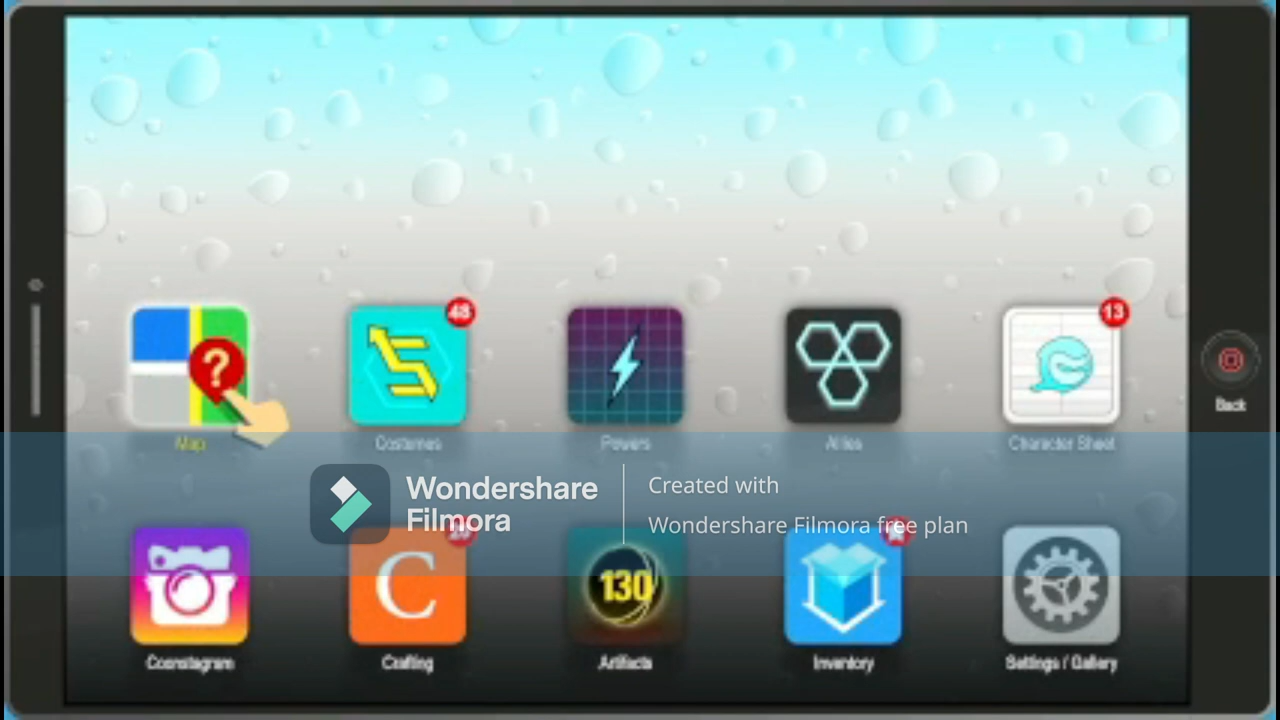 48
13
?
Back
Map
Costumes
Powers
Allies
Character Sheet
Wondershare
Filmora
Created with
Wondershare Filmora free plan
C
130
Coonstagram
Crafting
Artifacts
Inventory
Settings / Gallery